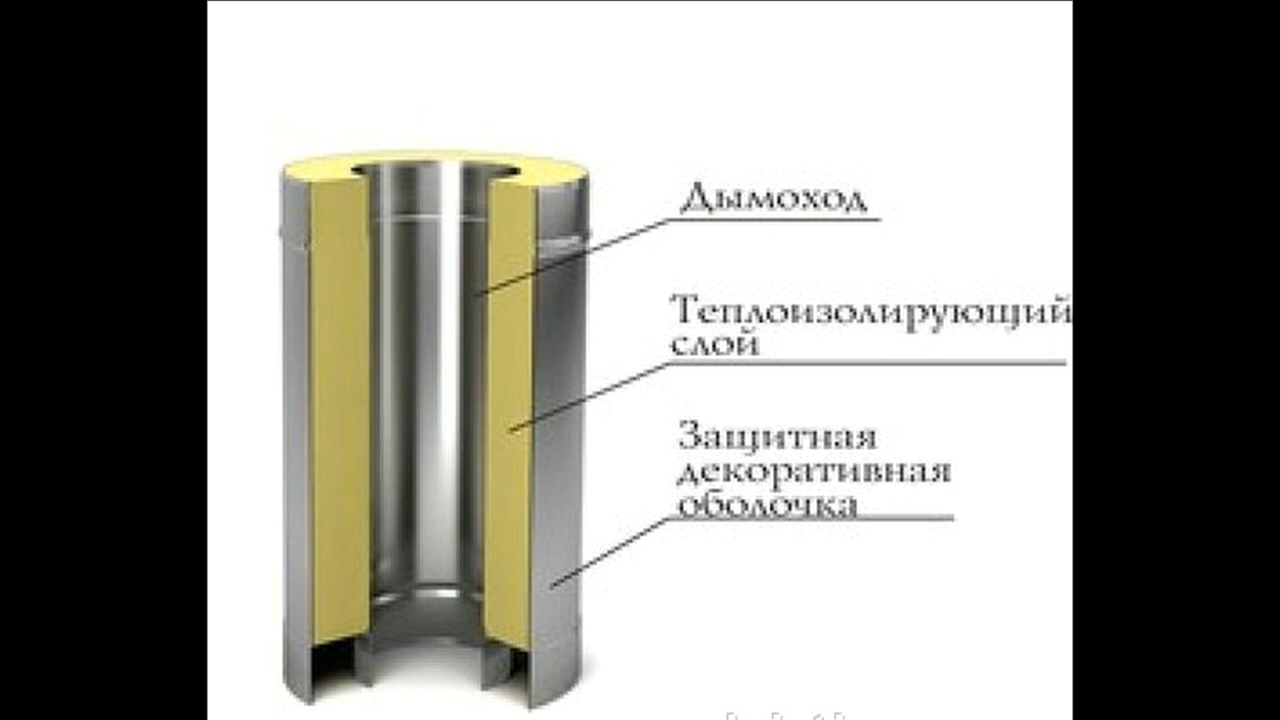 Дымоход
Теплоизолирующий
слой
Защитная
декоративная
оболочка